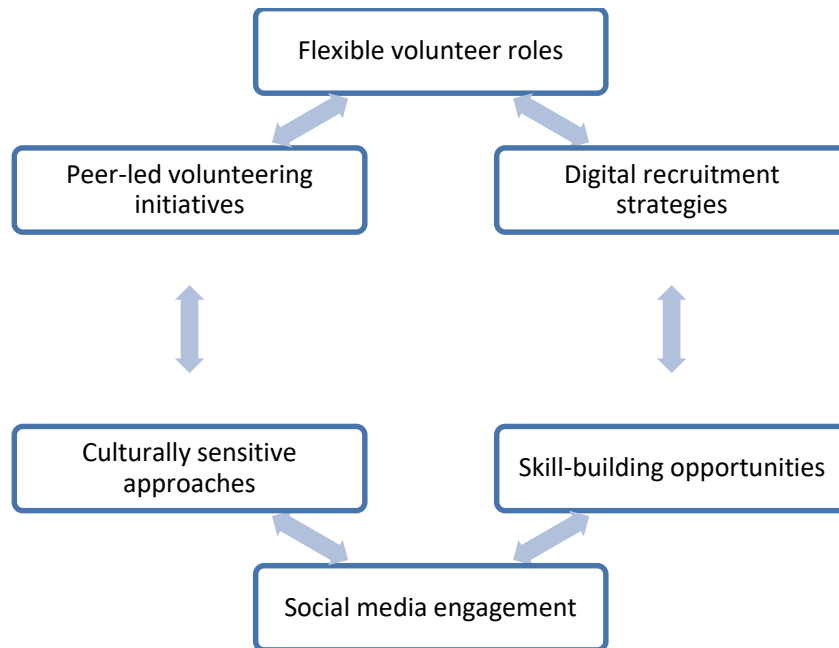 Flexible volunteer roles
Peer-led volunteering
initiatives
Digital recruitment
strategies
Culturally sensitive
approaches
Skill-building opportunities
Social media engagement